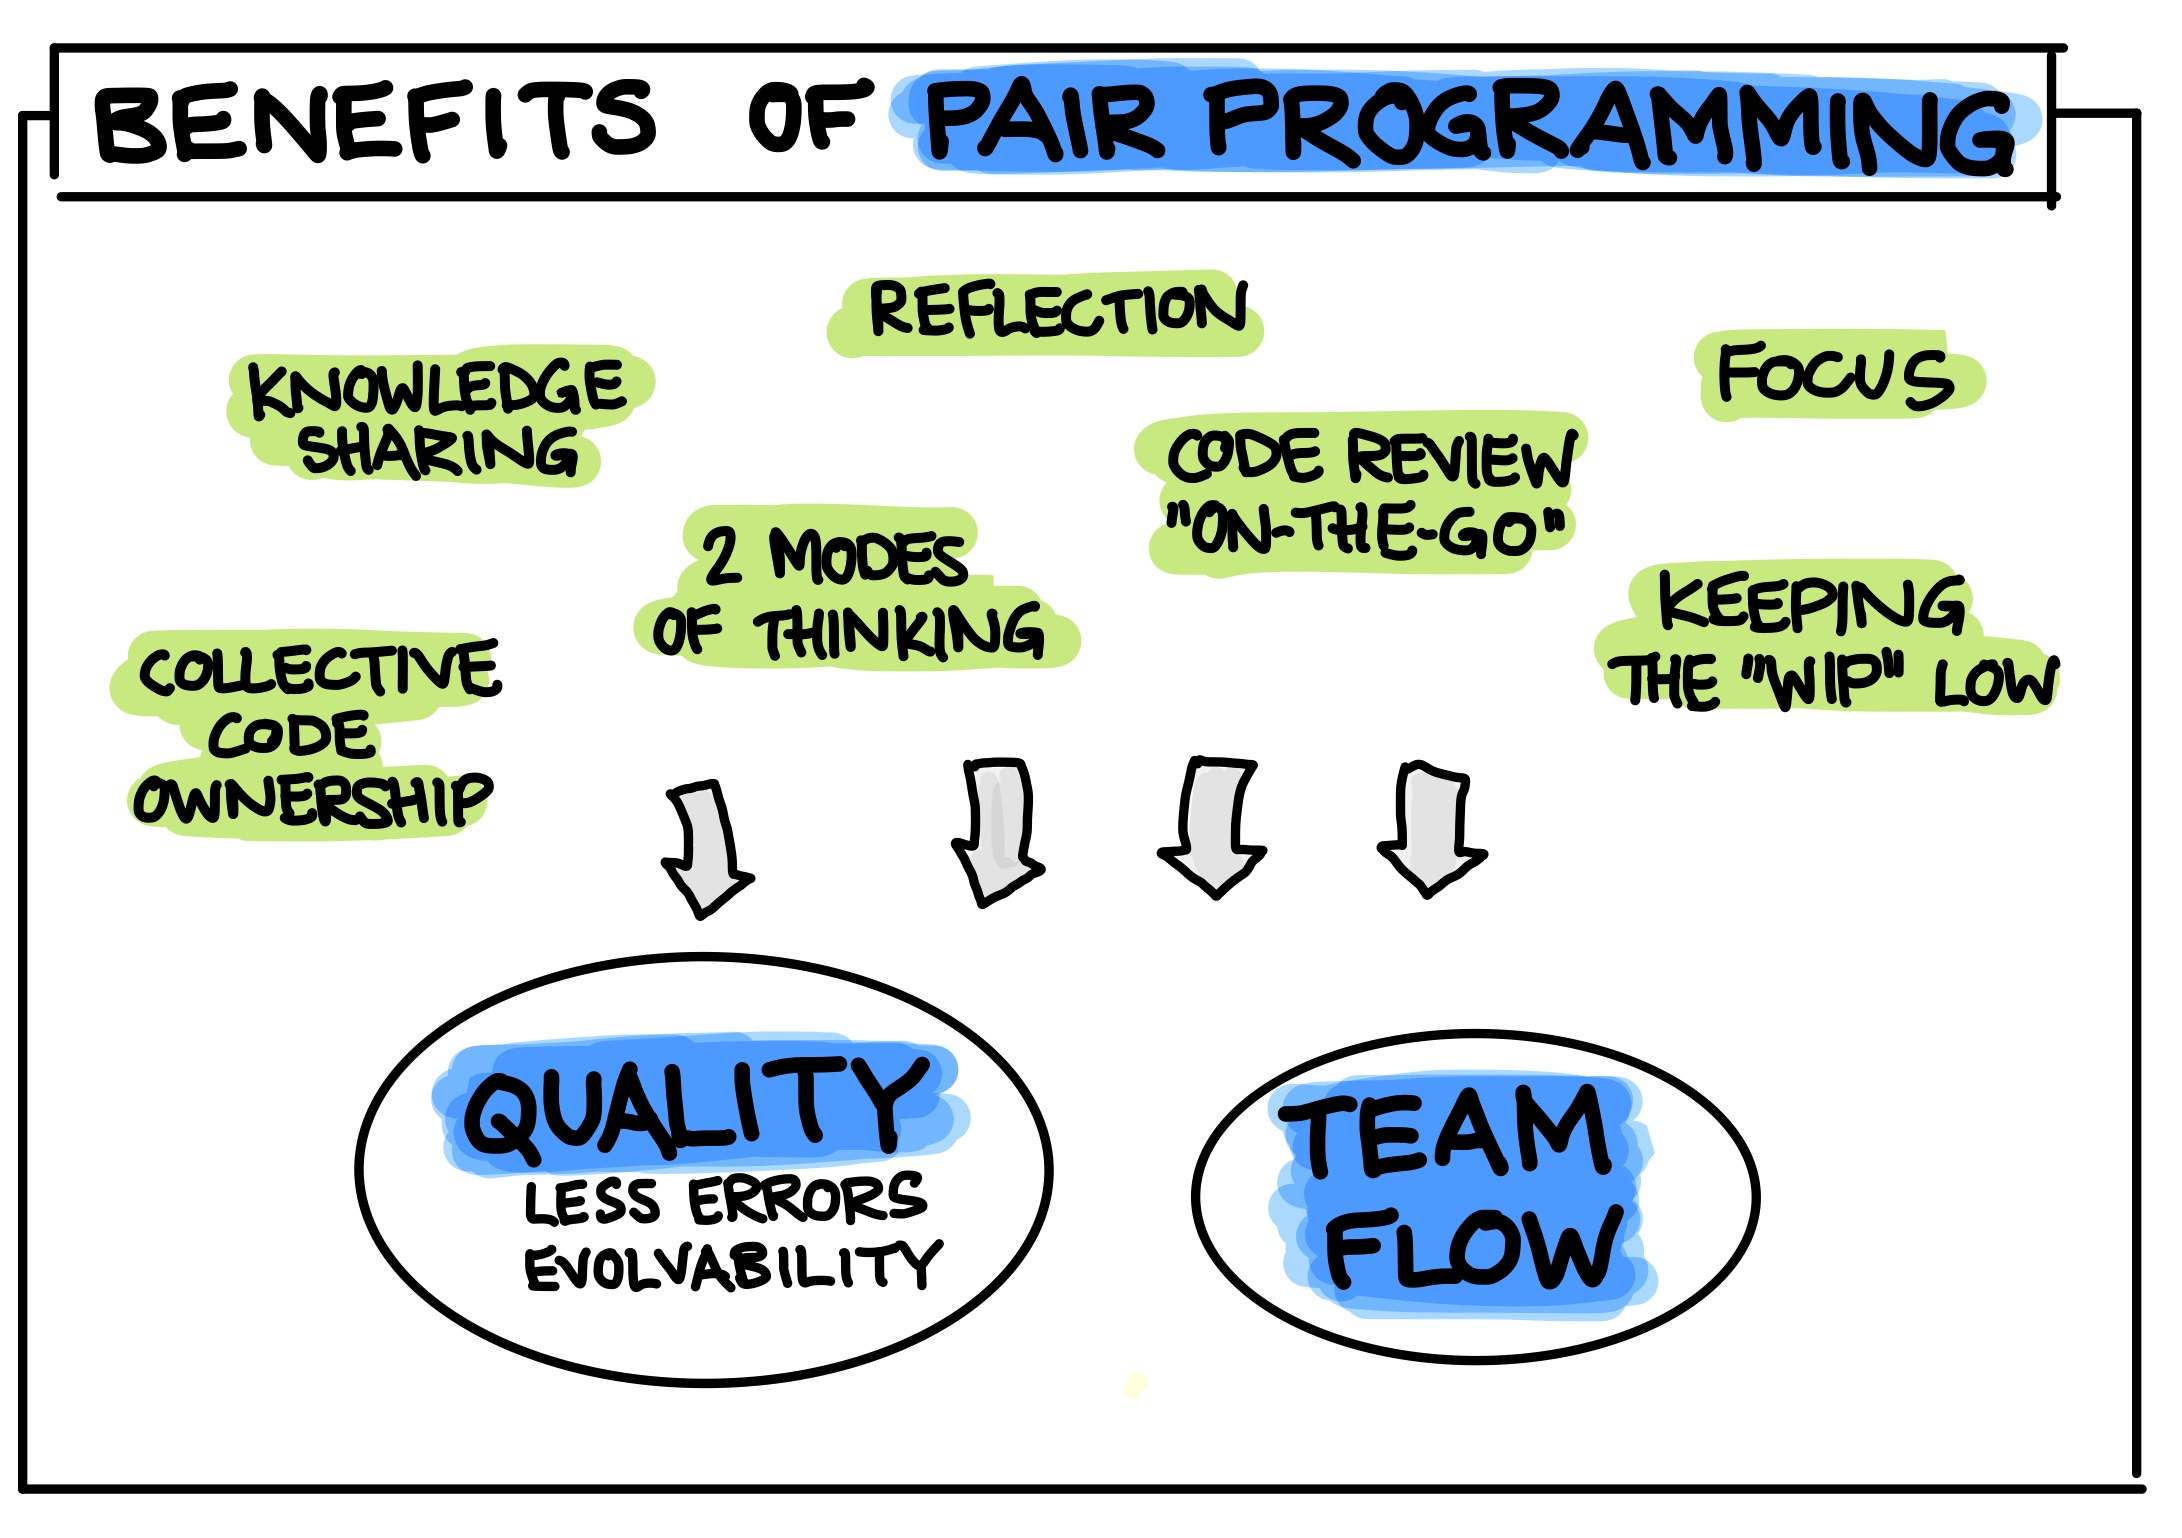 BENEFITS OF PAIR PROGRAMMING
REFLECTION
KNOWLEDGE
SHARING
FOCUS
CODE REVIEW
"ON-THE-GO"
2 MODES
OF THINKING
KEEPING
THE "WIP" LOW
COLLECTIVE
CODE
OWNERSHIP
QUALITY
LESS ERRORS
EVOLVABILITY
TEAM
FLOW